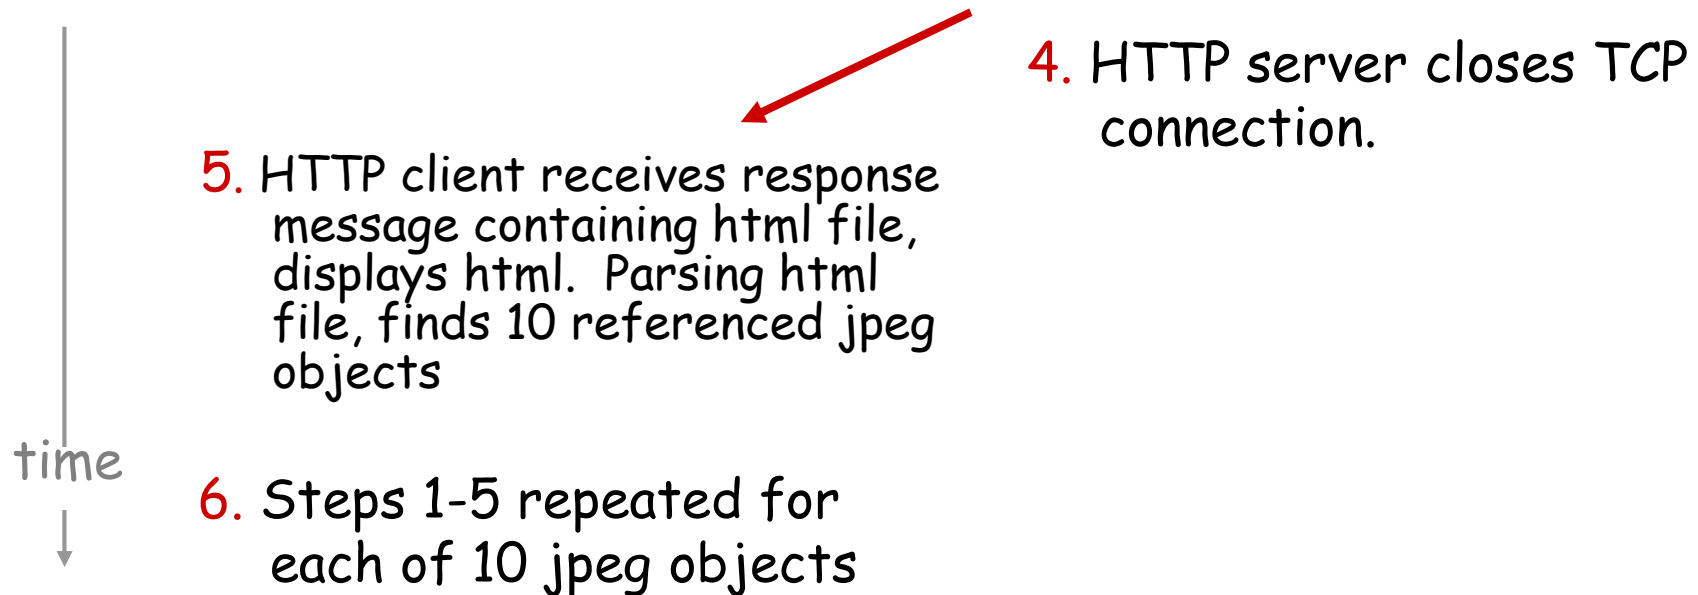 4. HTTP server closes TCP
connection.
5. HTTP client receives response
message containing html file,
displays html. Parsing html
file, finds 10 referenced jpeg
objects
time
6. Steps 1-5 repeated for
each of 10 jpeg objects